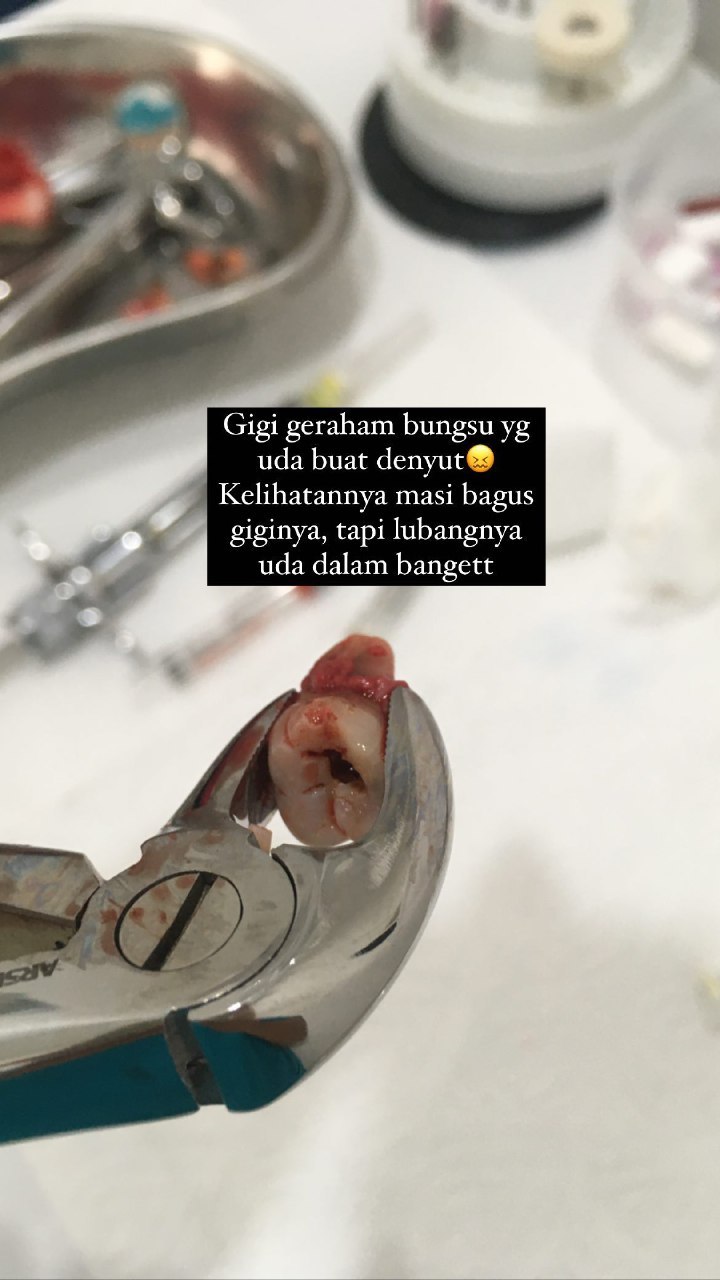 Gigi geraham bungsu yg
uda buat denyut😖
Kelihatannya masi bagus
giginya, tapi lubangnya
uda dalam bangett